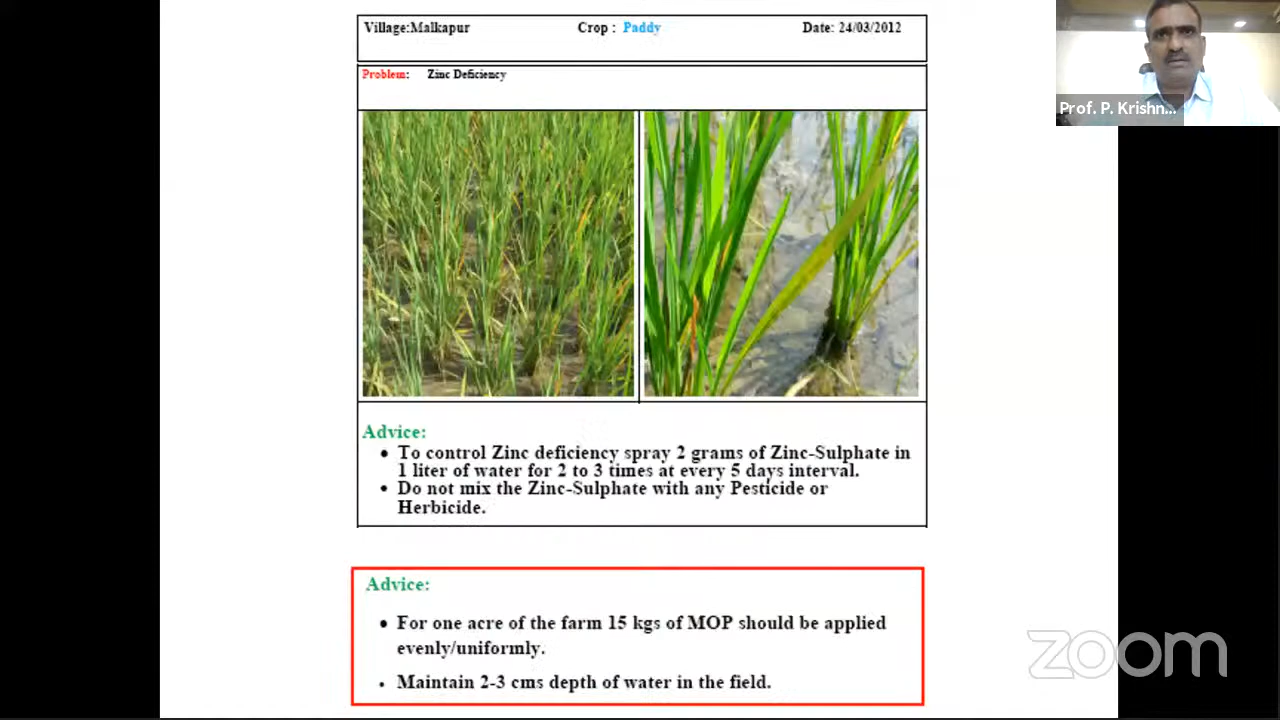 Village:Malkapur Crop : Paddy Date: 24/03/2012
Prof. P. Krishn...
Problem: Zinc Deficiency
Advice:
• To control Zinc deficiency spray 2 grams of Zinc-Sulphate in
1 liter of water for 2 to 3 times at every 5 days interval.
• Do not mix the Zinc-Sulphate with any Pesticide or
Herbicide.
Advice:
• For one acre of the farm 15 kgs of MOP should be applied
evenly/uniformly.
• Maintain 2-3 cms depth of water in the field.
zoom